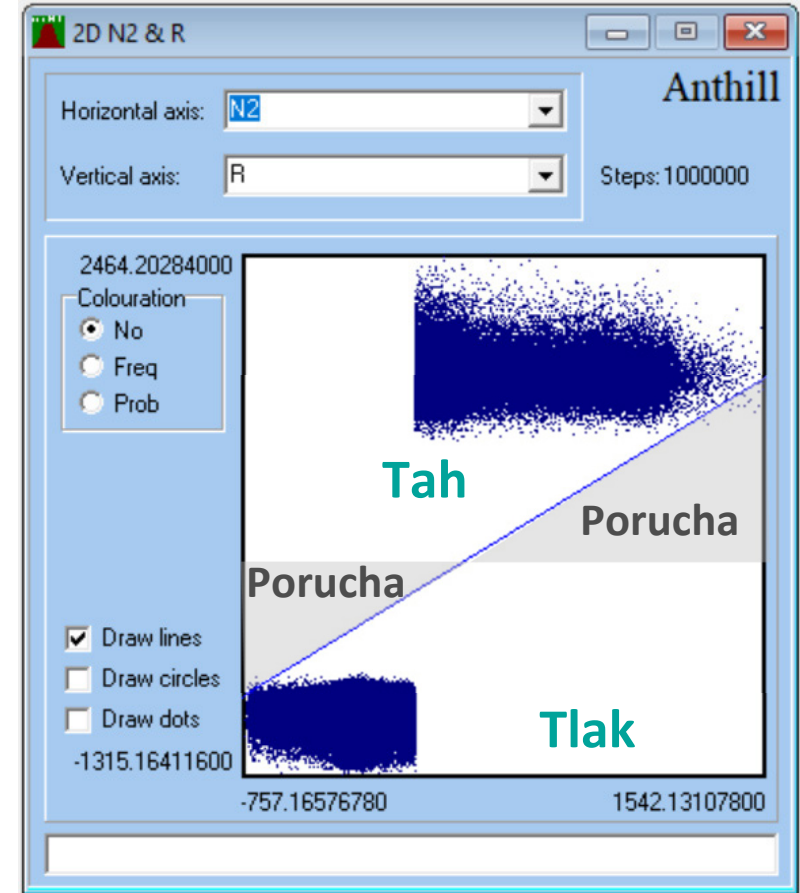 2D N2 & R
Anthill
Horizontal axis: N2
Vertical axis: R
Steps: 1000000
2464.20284000
Colouration
No
Freq
Prob
Tah
Porucha
Porucha
Draw lines
Draw circles
Draw dots
Tlak
-1315.16411600
-757.16576780 1542.13107800